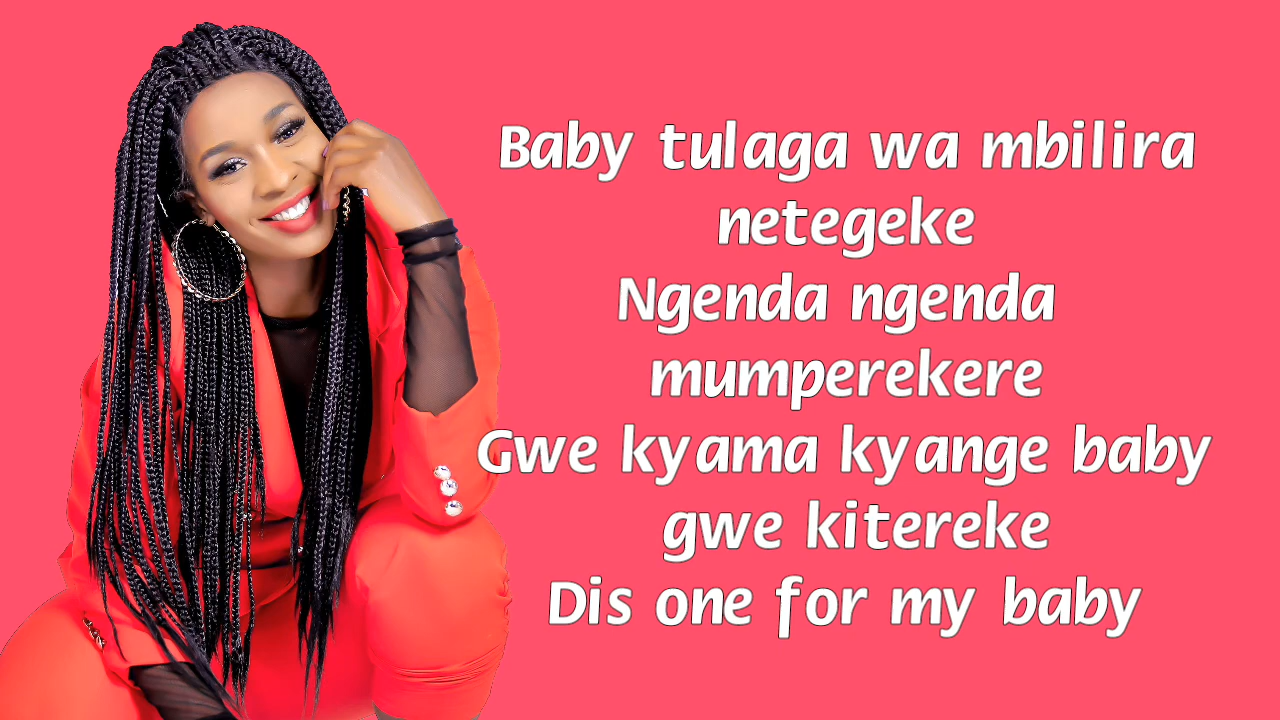 Baby tulaga wa mbilira
netegeke
Ngenda ngenda
mumperekere
Gwe kyama kyange baby
gwe kitereke
Dis one for my baby